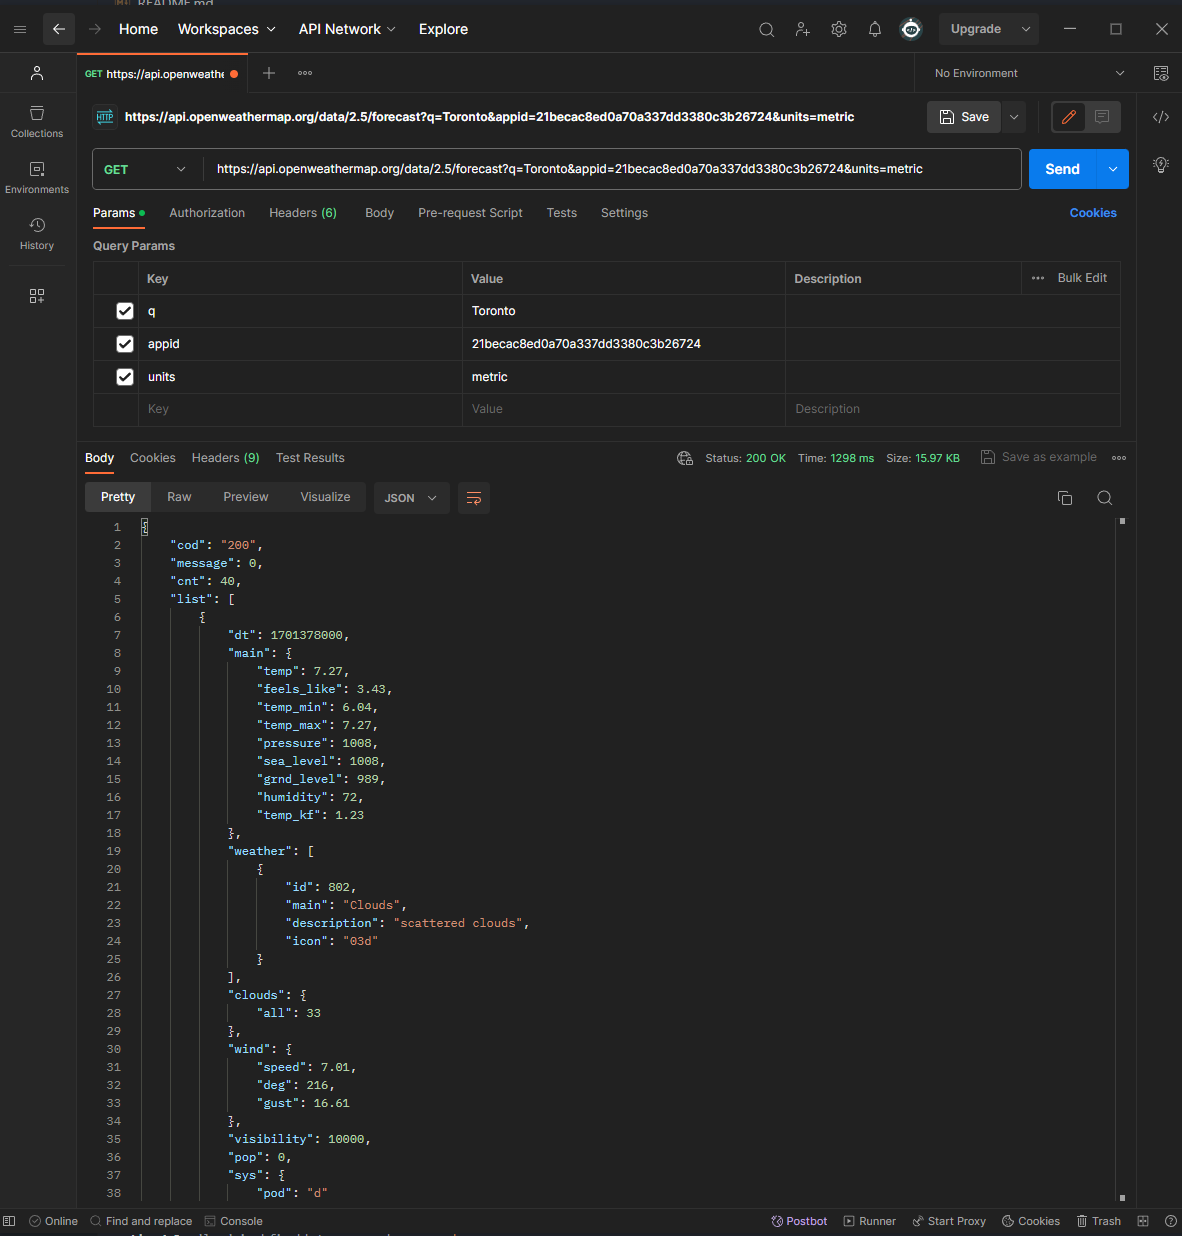 README.md
Home Workspaces API Network Explore Upgrade
GET https://api.openweathe No Environment
HTTP https://api.openweathermap.org/data/2.5/forecast?q=Toronto&appid=21becac8ed0a70a337dd3380c3b26724&units=metric Save
Collections
Environments
History
GET https://api.openweathermap.org/data/2.5/forecast?q=Toronto&appid=21becac8ed0a70a337dd3380c3b26724&units=metric Send
Params Authorization Headers (6) Body Pre-request Script Tests Settings Cookies
Query Params
Key Value Description Bulk Edit
q Toronto
appid 21becac8ed0a70a337dd3380c3b26724
units metric
Key Value Description
Body Cookies Headers (9) Test Results Status: 200 OK Time: 1298 ms Size: 15.97 KB Save as example
Pretty Raw Preview Visualize JSON
1 {
2 "cod": "200",
3 "message": 0,
4 "cnt": 40,
5 "list": [
6 {
7 "dt": 1701378000,
8 "main": {
9 "temp": 7.27,
10 "feels_like": 3.43,
11 "temp_min": 6.04,
12 "temp_max": 7.27,
13 "pressure": 1008,
14 "sea_level": 1008,
15 "grnd_level": 989,
16 "humidity": 72,
17 "temp_kf": 1.23
18 },
19 "weather": [
20 {
21 "id": 802,
22 "main": "Clouds",
23 "description": "scattered clouds",
24 "icon": "03d"
25 }
26 ],
27 "clouds": {
28 "all": 33
29 },
30 "wind": {
31 "speed": 7.01,
32 "deg": 216,
33 "gust": 16.61
34 },
35 "visibility": 10000,
36 "pop": 0,
37 "sys": {
38 "pod": "d"
Online Find and replace Console Postbot Runner Start Proxy Cookies Trash